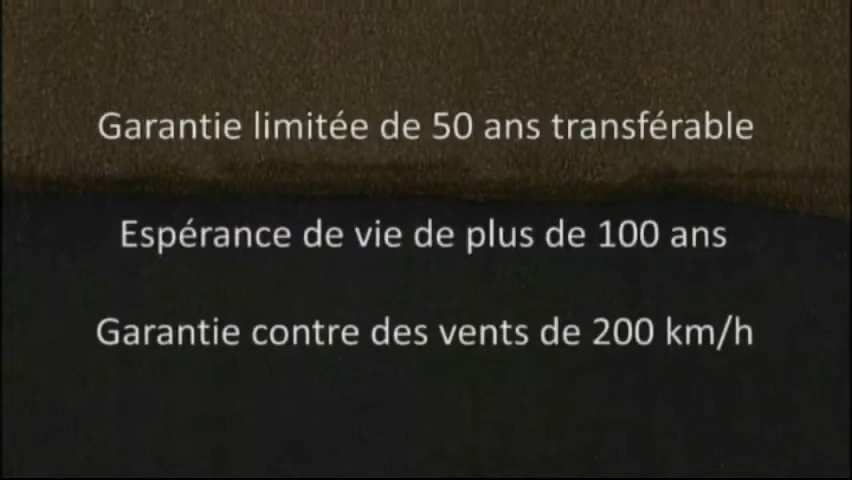 Garantie limitée de 50 ans transférable
Espérance de vie de plus de 100 ans
Garantie contre des vents de 200 km/h